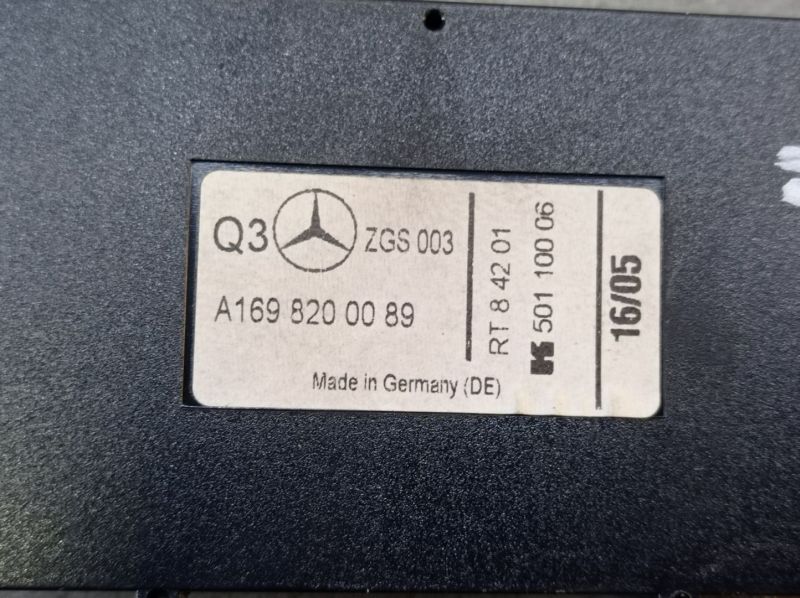 Q3 ZGS 003
A169 820 00 89
Made in Germany (DE)
RT 8 42 01
K 501 100 06
16/05